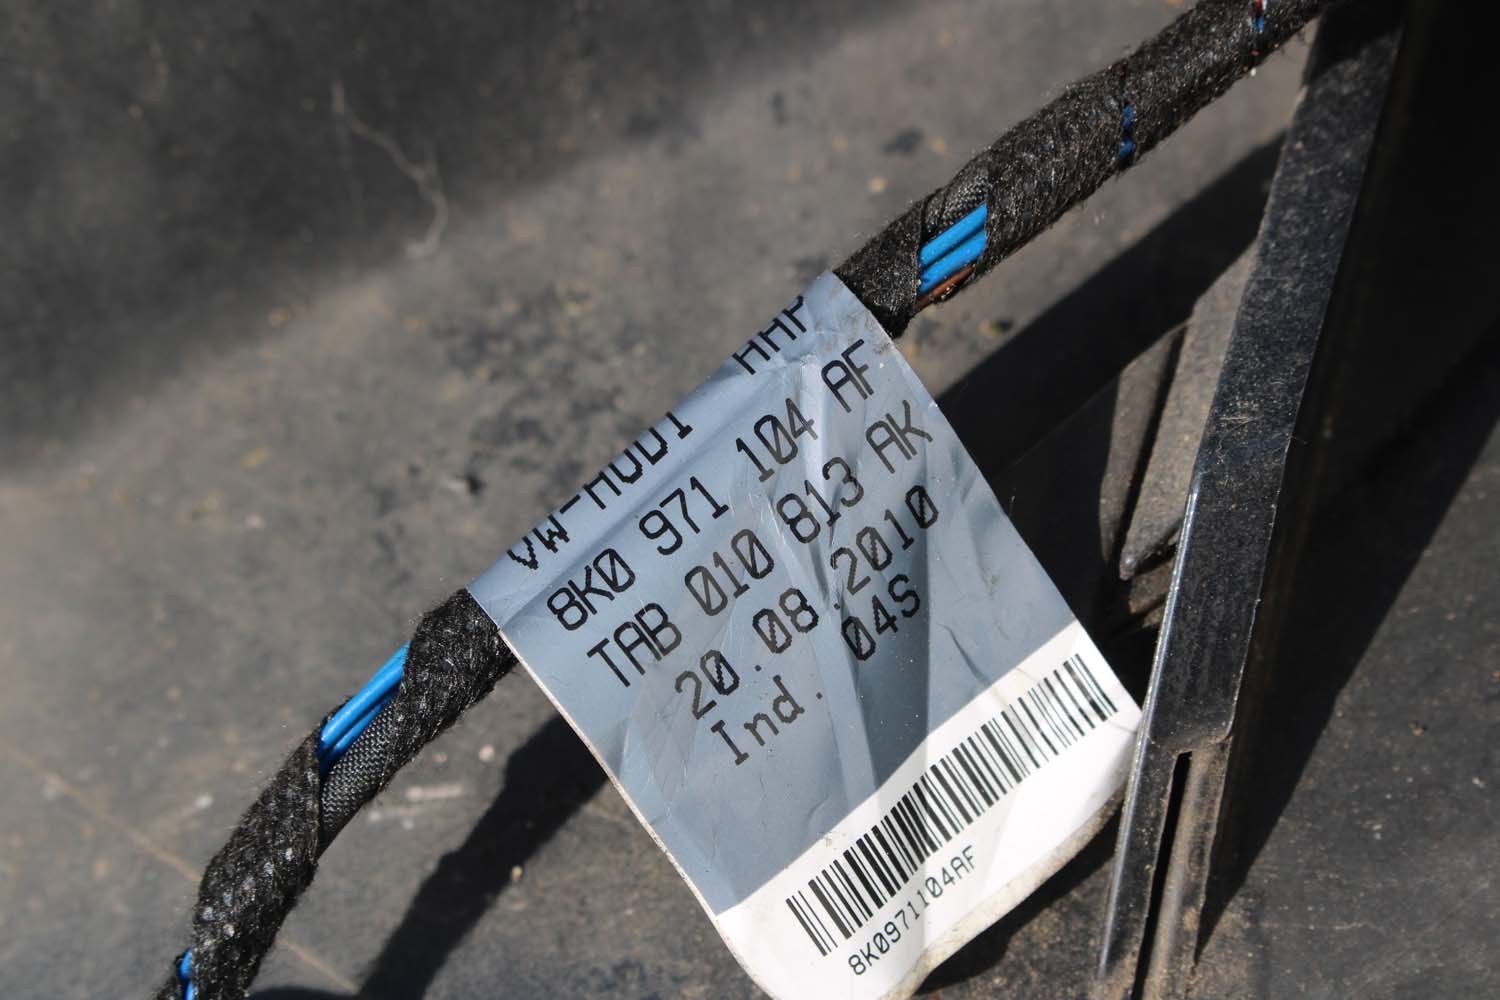 VW-AUDI
8K0 971 104 AF
TAB 010 813 AK
20.08.2010
Ind. 04S
8K0971104AF